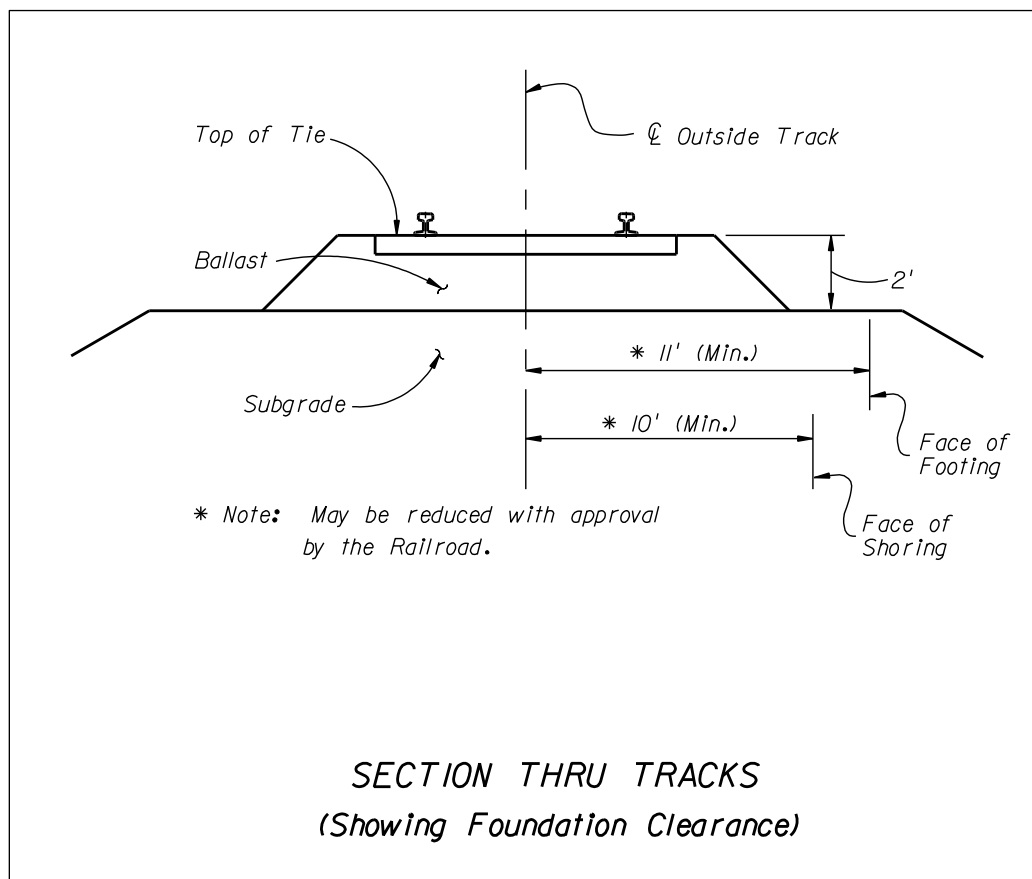 ℄ Outside Track
Top of Tie
Ballast
2'
* 11' (Min.)
Subgrade
* 10' (Min.)
Face of
Footing
* Note: May be reduced with approval
by the Railroad.
Face of
Shoring
SECTION THRU TRACKS
(Showing Foundation Clearance)